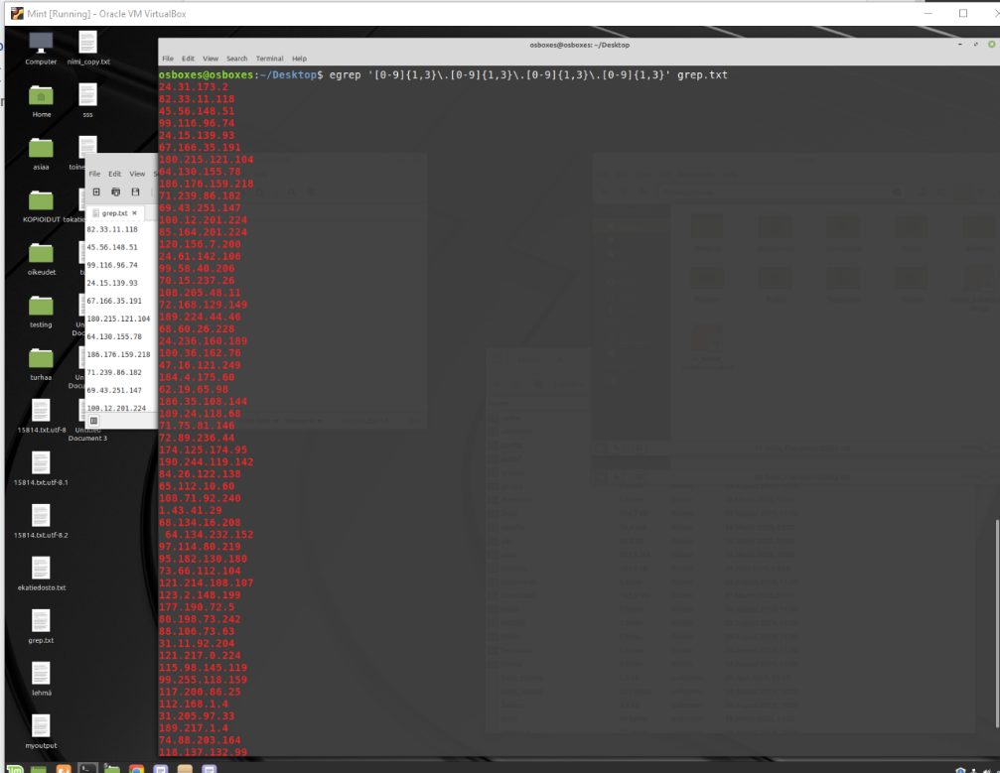 Mint [Running] - Oracle VM VirtualBox
osboxes@osboxes: ~/Desktop
File Edit View Search Terminal Help
osboxes@osboxes:~/Desktop$ egrep '[0-9]{1,3}\.[0-9]{1,3}\.[0-9]{1,3}\.[0-9]{1,3}' grep.txt
24.31.173.2
82.33.11.118
45.56.148.51
99.116.96.74
24.15.139.93
67.166.35.191
180.215.121.104
64.130.155.78
186.176.159.218
71.239.86.182
69.43.251.147
100.12.201.224
85.164.201.224
120.156.7.200
24.61.142.106
99.56.40.206
70.15.237.26
108.205.48.11
72.168.129.149
189.224.44.46
68.60.26.228
24.236.160.189
100.36.162.76
47.16.121.249
184.4.175.60
62.19.65.98
186.35.108.144
189.24.118.68
71.75.81.146
72.89.236.44
174.125.174.95
190.244.119.142
84.26.122.138
65.112.10.60
108.71.92.240
1.43.41.29
68.134.16.208
64.134.232.152
97.114.80.219
95.182.130.180
73.66.112.104
121.214.108.107
123.2.148.199
177.190.72.5
80.198.73.242
88.106.73.63
31.11.92.204
121.217.0.224
115.98.145.119
99.255.118.159
117.200.86.25
112.168.1.4
31.205.97.33
189.217.1.4
74.88.203.164
118.137.132.99
File Edit View
grep.txt
82.33.11.118
45.56.148.51
99.116.96.74
24.15.139.93
67.166.35.191
180.215.121.104
64.130.155.78
186.176.159.218
71.239.86.182
69.43.251.147
100.12.201.224
Computer
nimi_copy.txt
Home
sss
asiaa
KOPIOIDUT
oikeudet
testing
turhaa
15814.txt.utf-8
Untitled
Document 3
15814.txt.utf-8.1
15814.txt.utf-8.2
ekatiedosto.txt
grep.txt
lehmä
myoutput